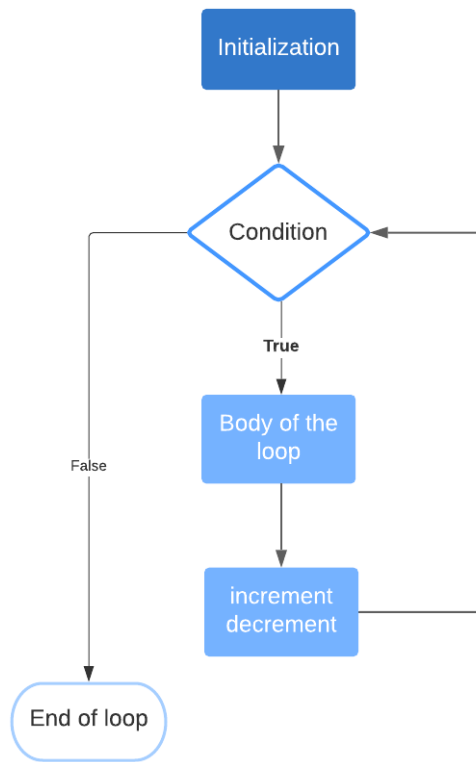 Initialization
Condition
True
Body of the
loop
False
increment
decrement
End of loop